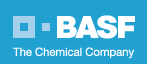 BASF
The Chemical Company